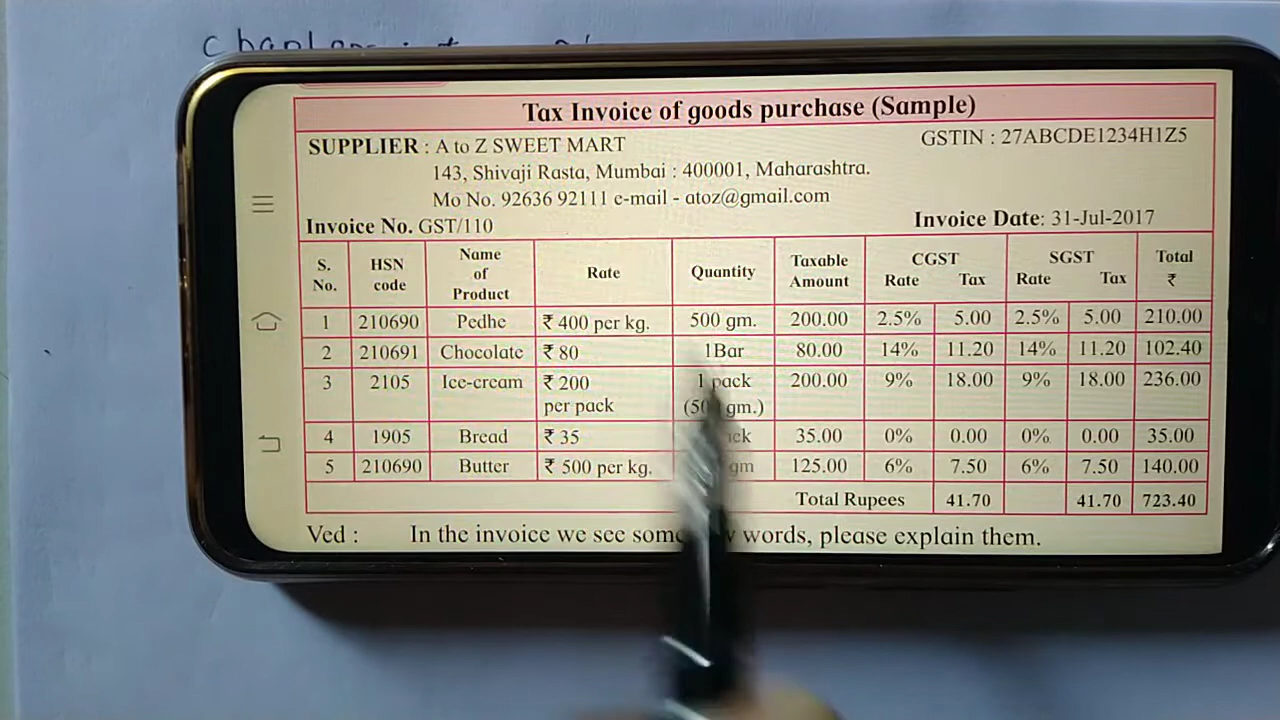 Tax Invoice of goods purchase (Sample)
SUPPLIER : A to Z SWEET MART GSTIN : 27ABCDE1234H1Z5
143, Shivaji Rasta, Mumbai : 400001, Maharashtra.
Mo No. 92636 92111 e-mail - atoz@gmail.com
Invoice No. GST/110 Invoice Date: 31-Jul-2017
S. No. HSN code Name of Product Rate Quantity Taxable Amount CGST Rate Tax SGST Rate Tax Total ₹
1 210690 Pedhe ₹ 400 per kg. 500 gm. 200.00 2.5% 5.00 2.5% 5.00 210.00
2 210691 Chocolate ₹ 80 1Bar 80.00 14% 11.20 14% 11.20 102.40
3 2105 Ice-cream ₹ 200 1 pack 200.00 9% 18.00 9% 18.00 236.00
per pack gm.)
4 1905 Bread ₹ 35 35.00 0% 0.00 0% 0.00 35.00
5 210690 Butter ₹ 500 per kg. gm 125.00 6% 7.50 6% 7.50 140.00
Total Rupees 41.70 41.70 723.40
Ved : In the invoice we see words, please explain them.